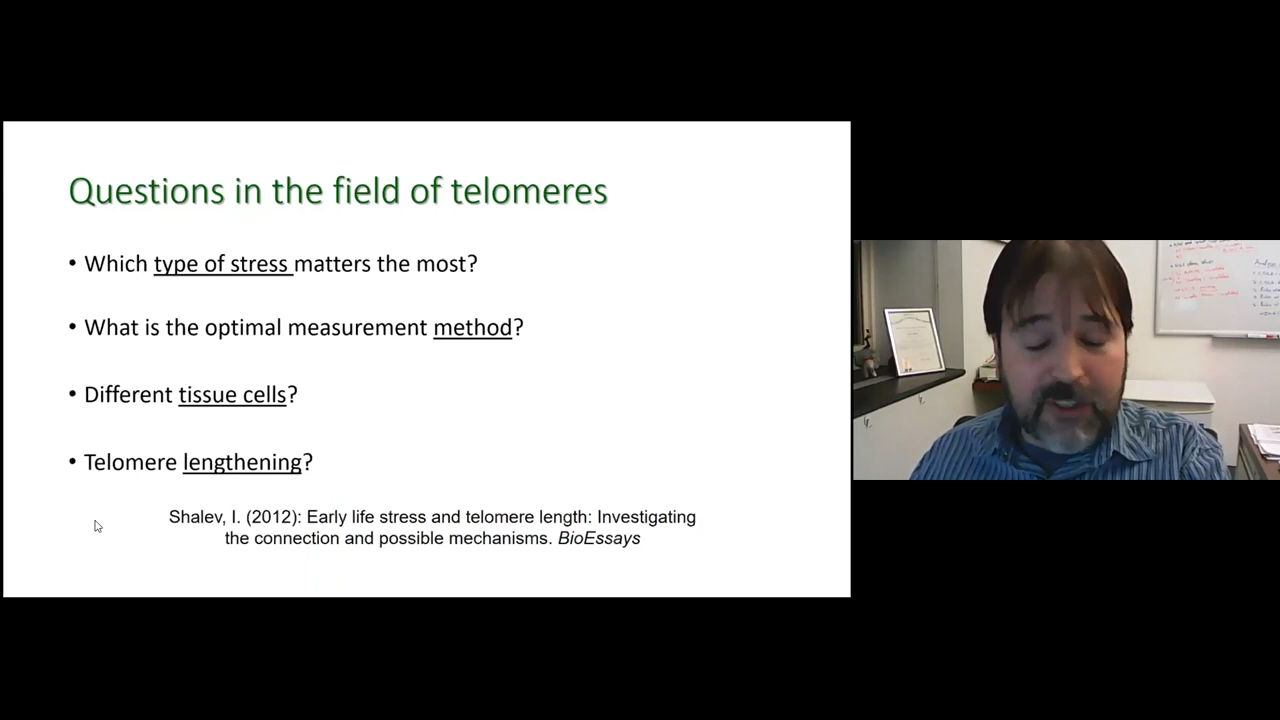 Questions in the field of telomeres
• Which type of stress matters the most?
• What is the optimal measurement method?
• Different tissue cells?
• Telomere lengthening?
Shalev, I. (2012): Early life stress and telomere length: Investigating
the connection and possible mechanisms. BioEssays